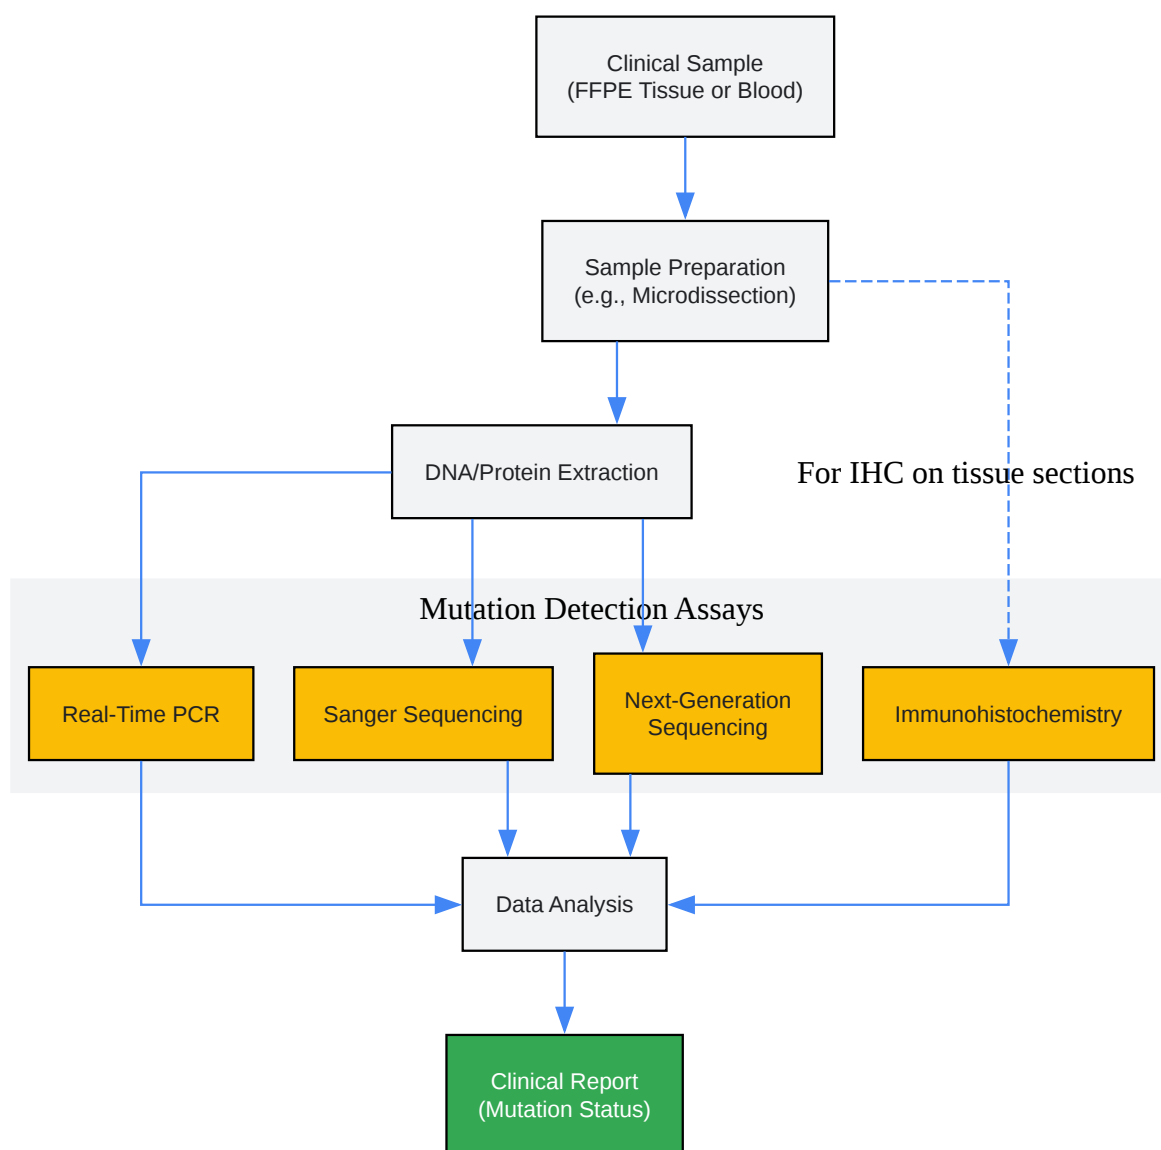 Clinical Sample
(FFPE Tissue or Blood)
Sample Preparation
(e.g., Microdissection)
DNA/Protein Extraction
For IHC on tissue sections
Mutation Detection Assays
Real-Time PCR
Sanger Sequencing
Next-Generation
Sequencing
Immunohistochemistry
Data Analysis
Clinical Report
(Mutation Status)